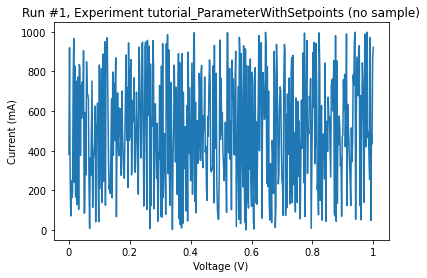 Run #1, Experiment tutorial_ParameterWithSetpoints (no sample)
1000
800
600
400
200
0
Current (mA)
0 0.2 0.4 0.6 0.8 1
Voltage (V)